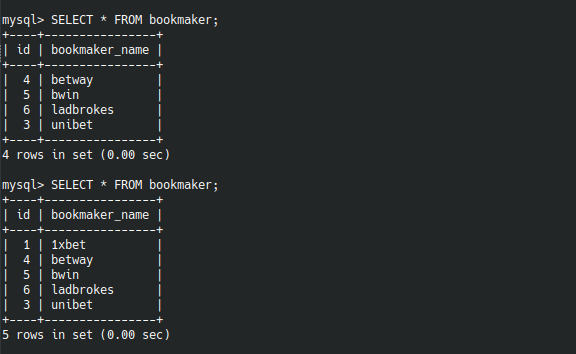 mysql> SELECT * FROM bookmaker;
+----+----------------+
| id | bookmaker_name |
+----+----------------+
|  4 | betway         |
|  5 | bwin           |
|  6 | ladbrokes      |
|  3 | unibet         |
+----+----------------+
4 rows in set (0.00 sec)

mysql> SELECT * FROM bookmaker;
+----+----------------+
| id | bookmaker_name |
+----+----------------+
|  1 | 1xbet          |
|  4 | betway         |
|  5 | bwin           |
|  6 | ladbrokes      |
|  3 | unibet         |
+----+----------------+
5 rows in set (0.00 sec)